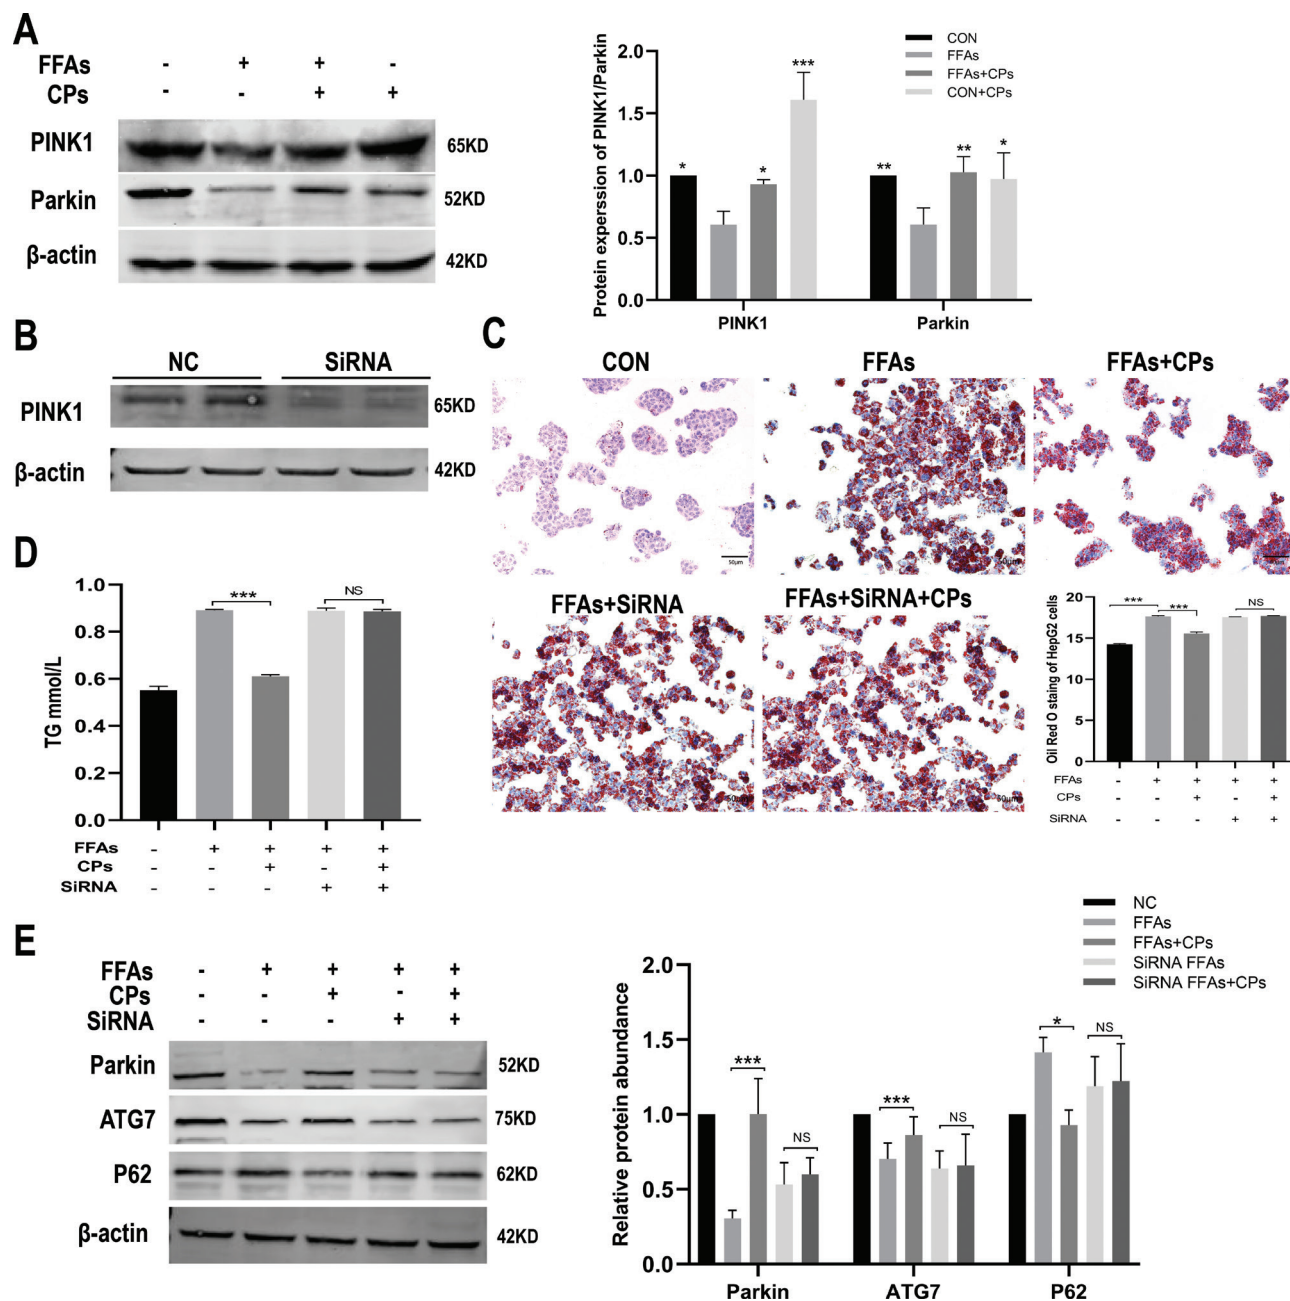 A
FFAs - + + -
CPs - - + +
PINK1 65KD
Parkin 52KD
β-actin 42KD
Protein experssion of PINK1/Parkin
2.0
1.5
1.0
0.5
0.0
* * ***
** ** *
PINK1 Parkin
CON
FFAs
FFAs+CPs
CON+CPs
B
NC SiRNA
PINK1 65KD
β-actin 42KD
C
CON FFAs FFAs+CPs
50μm 50μm
FFAs+SiRNA FFAs+SiRNA+CPs
50μm 50μm
Oil Red O staing of HepG2 cells
20
15
10
5
0
*** *** NS
FFAs - + + + +
CPs - - + - +
SiRNA - - - + +
D
TG mmol/L
1.0
0.8
0.6
0.4
0.2
0.0
*** NS
FFAs - + + + +
CPs - - + - +
SiRNA - - - + +
E
FFAs - + + + +
CPs - - + - +
SiRNA - - - + +
Parkin 52KD
ATG7 75KD
P62 62KD
β-actin 42KD
NC
FFAs
FFAs+CPs
SiRNA FFAs
SiRNA FFAs+CPs
Relative protein abundance
2.0
1.5
1.0
0.5
0.0
*** NS
*** NS
* NS
Parkin ATG7 P62